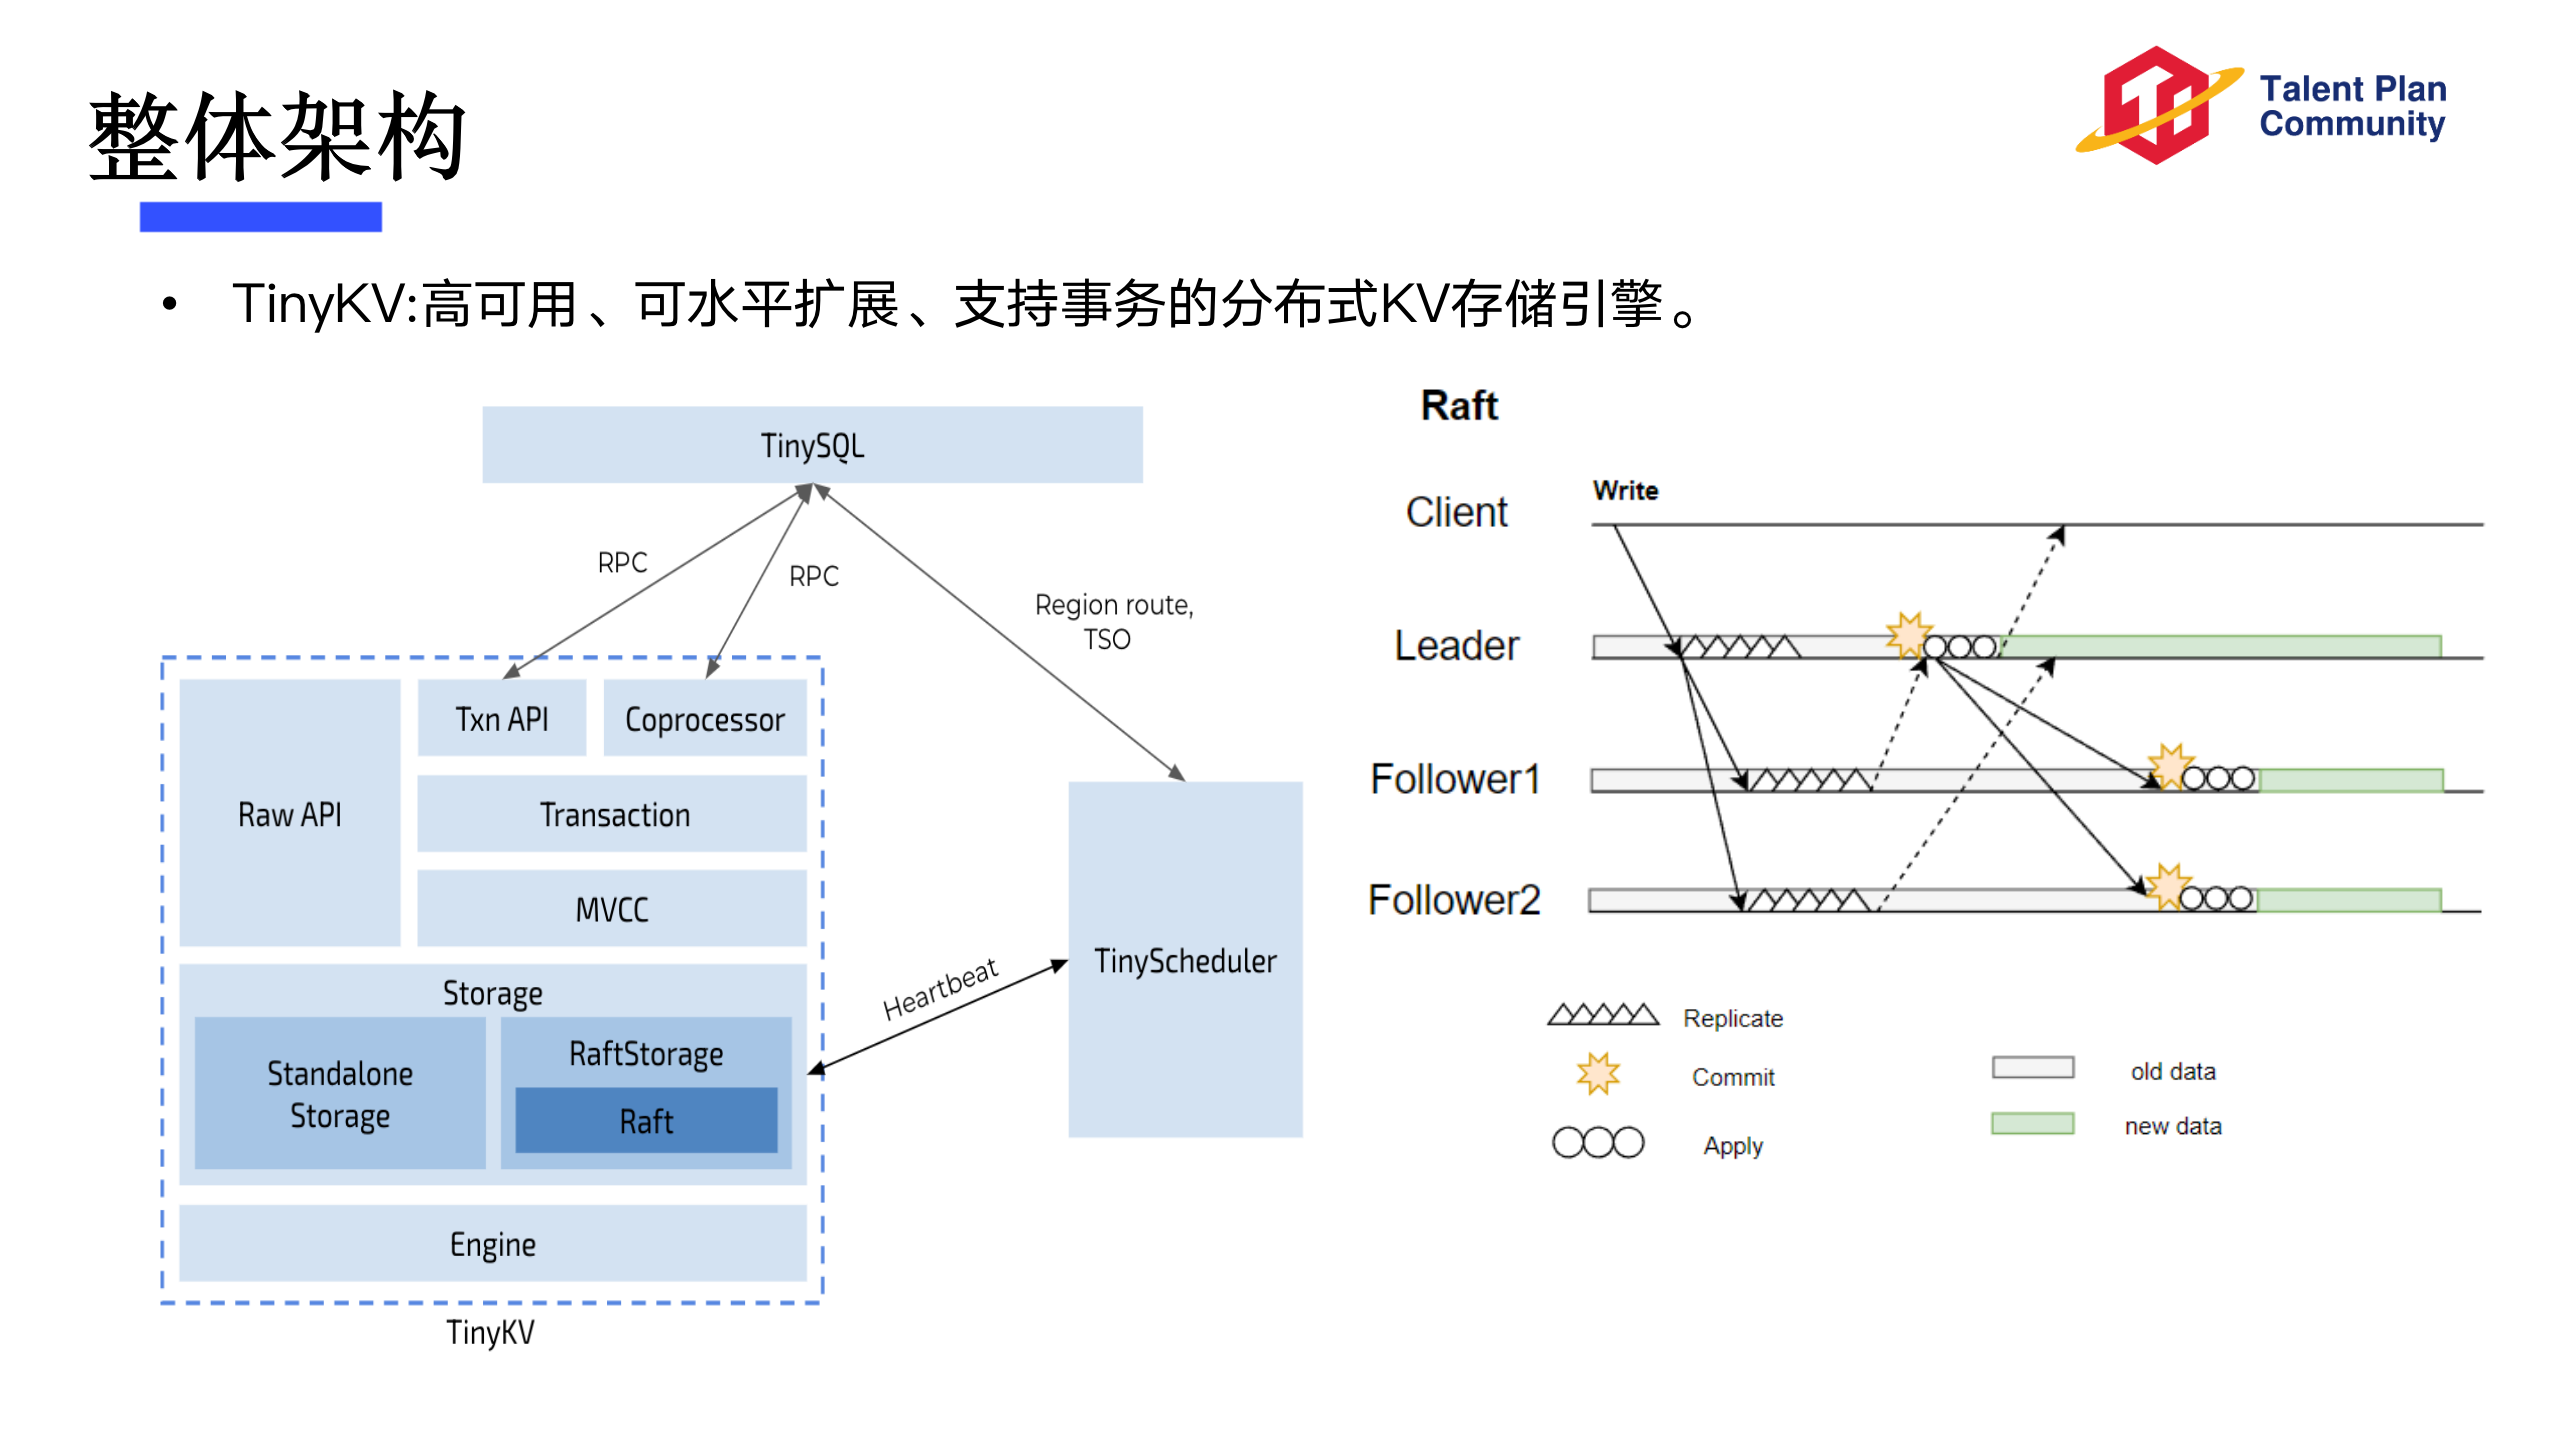 整体架构
Talent Plan
Community
• TinyKV:高可用、可水平扩展、支持事务的分布式KV存储引擎。
TinySQL
RPC
RPC
Region route,
TSO
Raw API
Txn API
Coprocessor
Transaction
MVCC
Storage
Standalone
Storage
RaftStorage
Raft
Engine
TinyKV
Heartbeat
TinyScheduler
Raft
Write
Client
Leader
Follower1
Follower2
Replicate
Commit
Apply
old data
new data